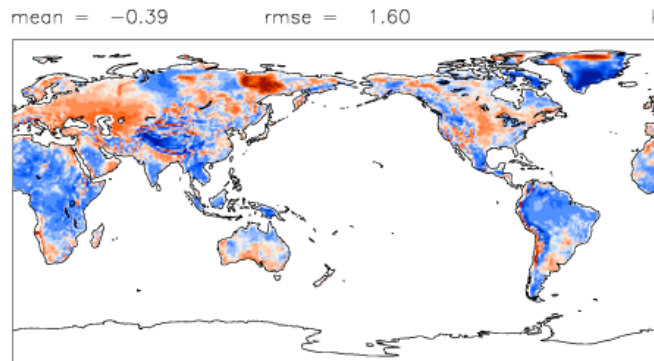 mean = -0.39 rmse = 1.60